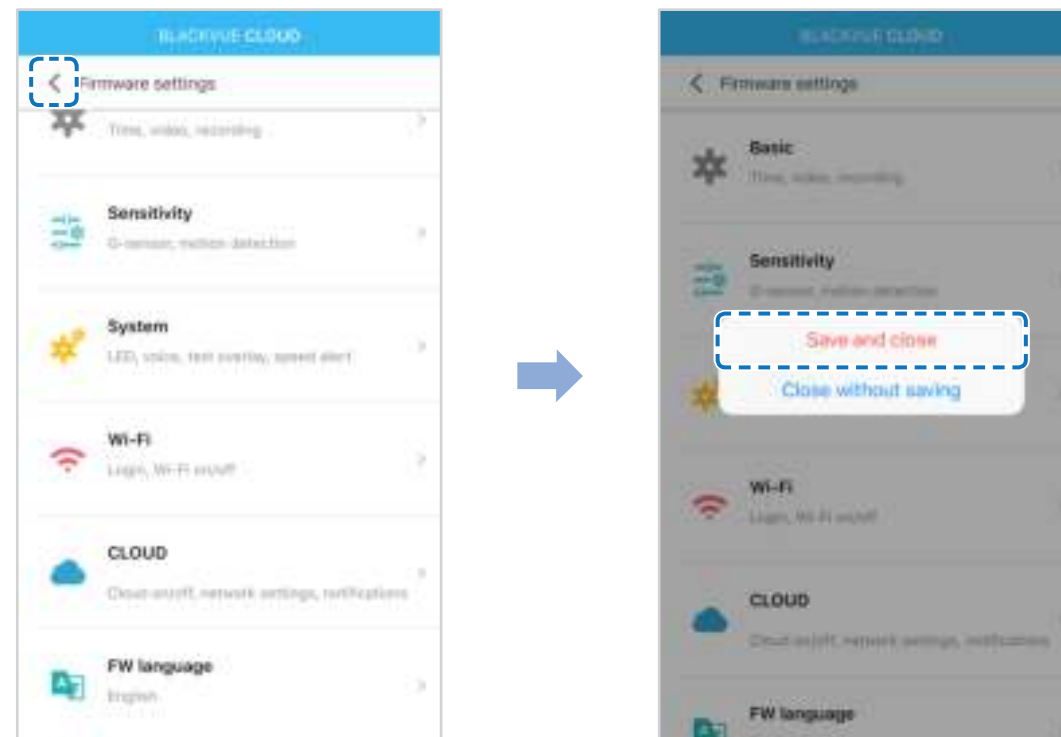 BLACKVUE CLOUD
Firmware settings
Time, video, recording
Sensitivity
G-sensor, motion detection
System
LED, voice, text overlay, speed alert
Wi-Fi
Login, Wi-Fi on/off
CLOUD
Cloud on/off, network settings, notifications
FW language
English
BLACKVUE CLOUD
Firmware settings
Basic
Time, video, recording
Sensitivity
G-sensor, motion detection
Save and close
Close without saving
Wi-Fi
Login, Wi-Fi on/off
CLOUD
Cloud on/off, network settings, notifications
FW language